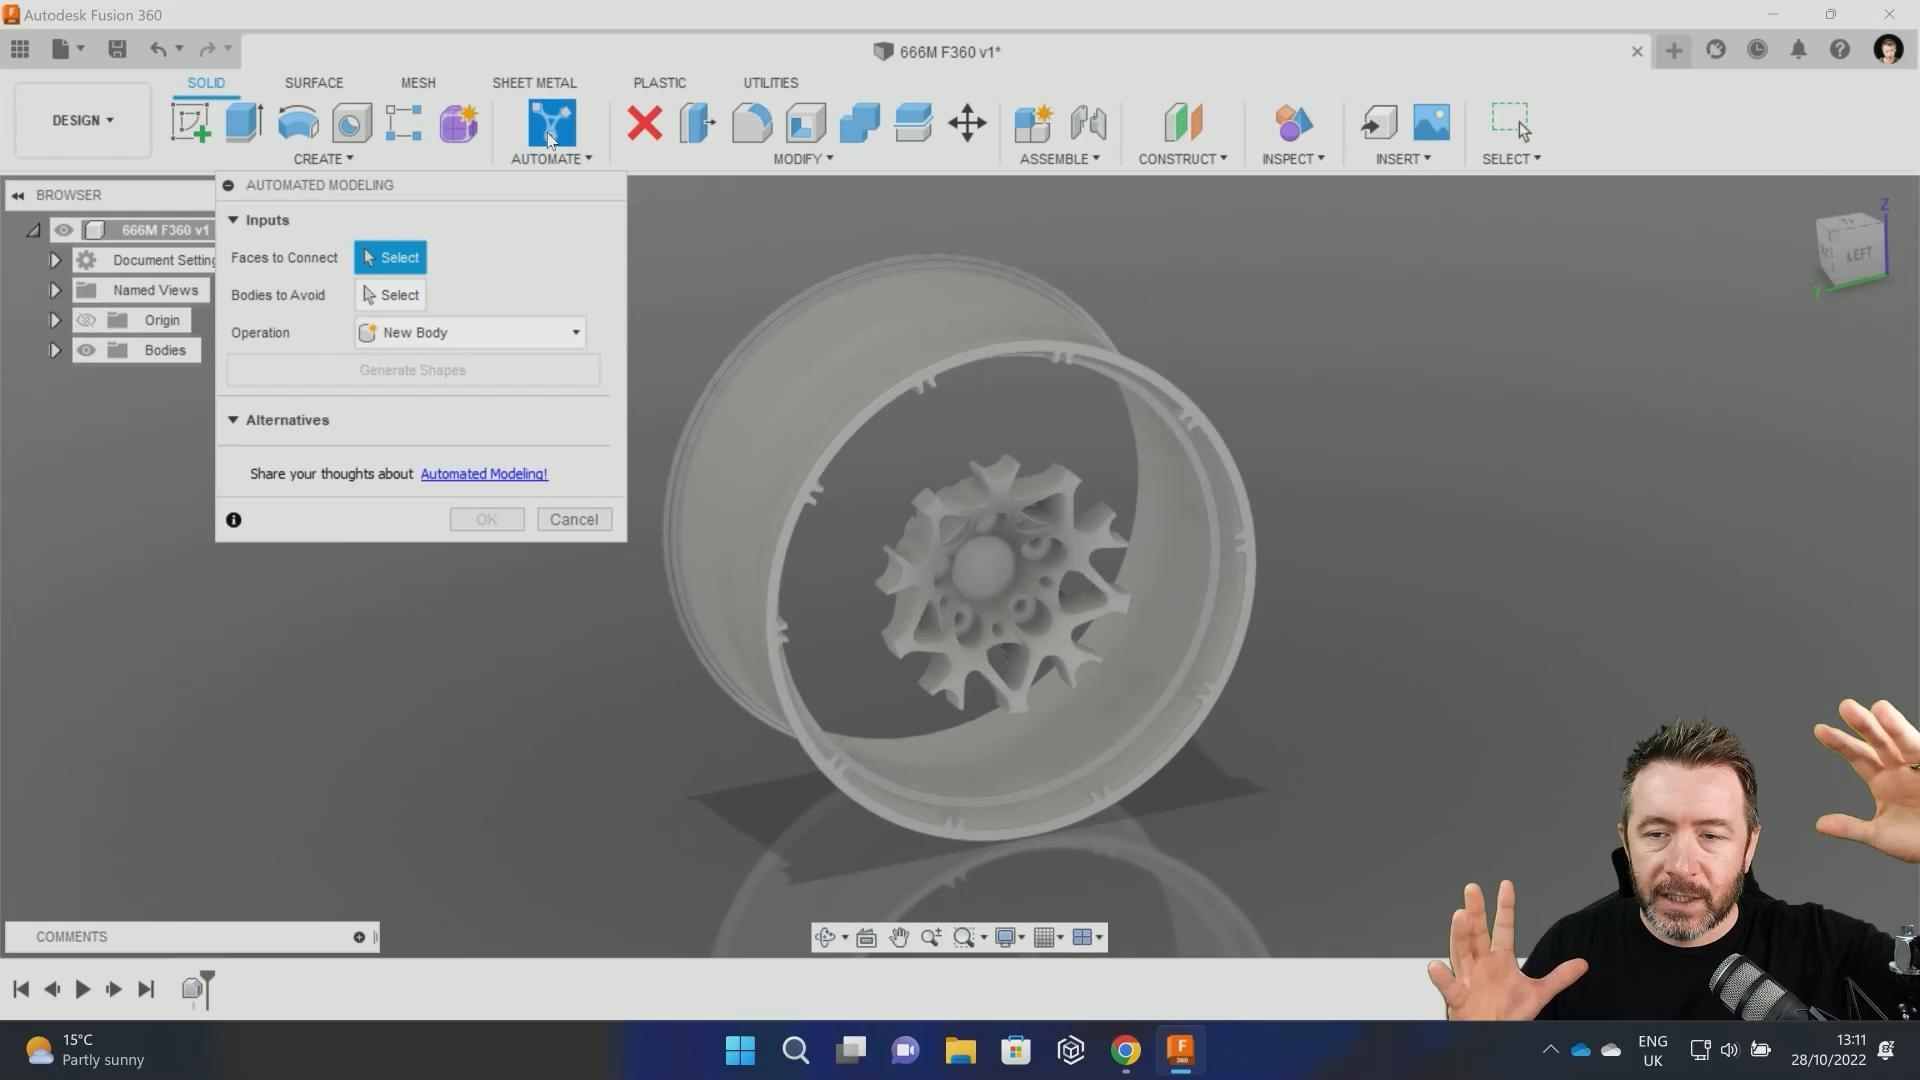 Autodesk Fusion 360
666M F360 v1*
SOLID
SURFACE
MESH
SHEET METAL
PLASTIC
UTILITIES
DESIGN
CREATE
AUTOMATE
MODIFY
ASSEMBLE
CONSTRUCT
INSPECT
INSERT
SELECT
BROWSER
666M F360 v1
Document Setting
Named Views
Origin
Bodies
AUTOMATED MODELING
Inputs
Faces to Connect
Select
Bodies to Avoid
Select
Operation
New Body
Generate Shapes
Alternatives
Share your thoughts about Automated Modeling!
OK
Cancel
Z
LEFT
Y
COMMENTS
15°C
Partly sunny
F
360
ENG
UK
13:11
28/10/2022